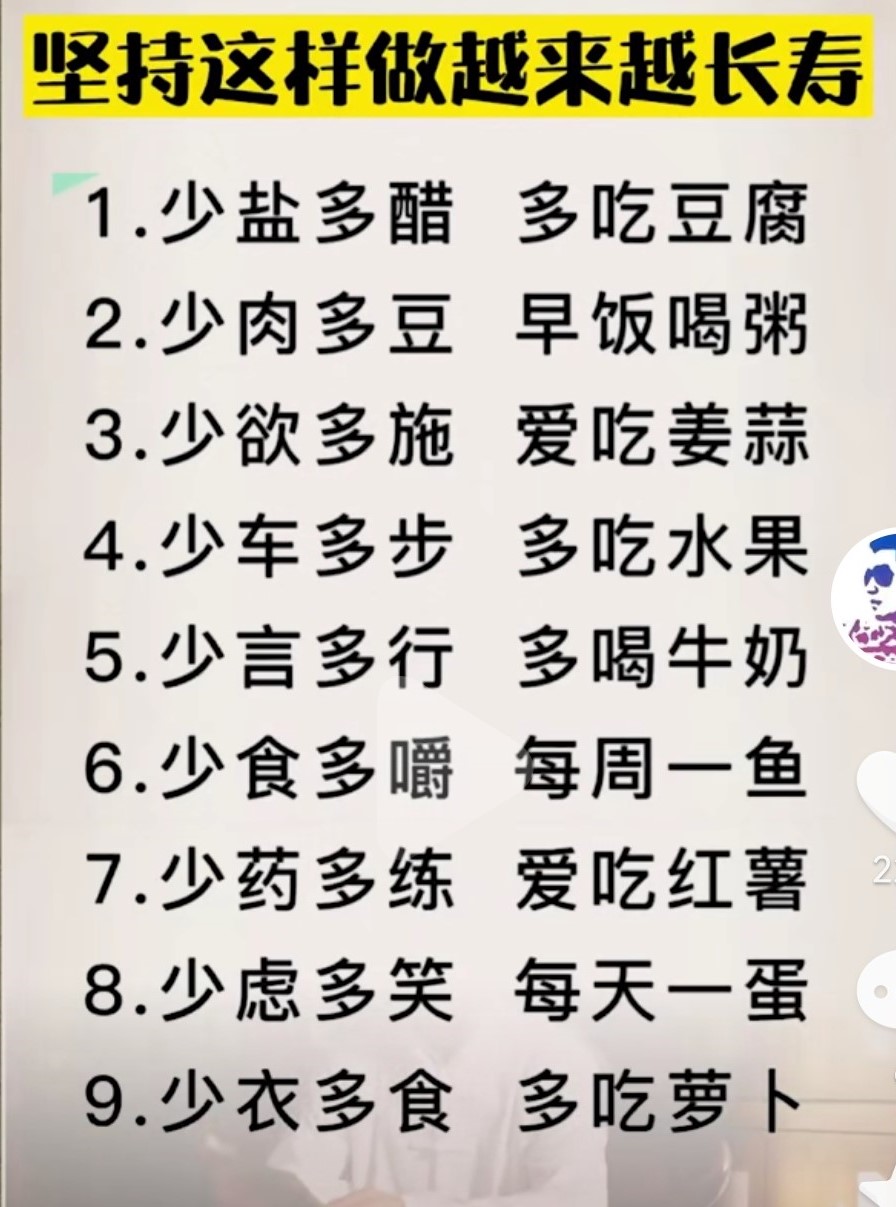 坚持这样做越来越长寿
1.少盐多醋 多吃豆腐
2.少肉多豆 早饭喝粥
3.少欲多施 爱吃姜蒜
4.少车多步 多吃水果
5.少言多行 多喝牛奶
6.少食多嚼 每周一鱼
7.少药多练 爱吃红薯
8.少虑多笑 每天一蛋
9.少衣多食 多吃萝卜